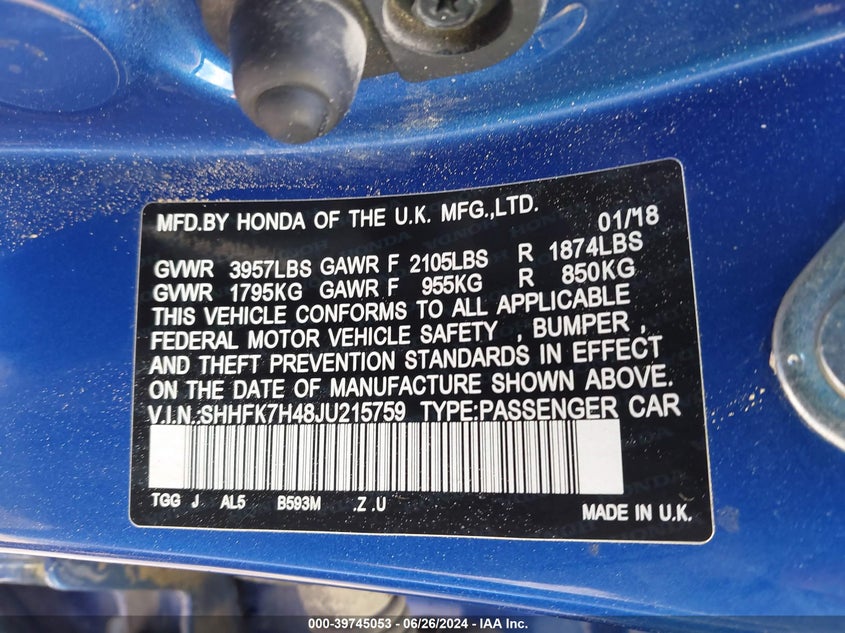 MFD.BY HONDA OF THE U.K. MFG.,LTD. 01/18
GVWR 3957LBS GAWR F 2105LBS R 1874LBS
GVWR 1795KG GAWR F 955KG R 850KG
THIS VEHICLE CONFORMS TO ALL APPLICABLE
FEDERAL MOTOR VEHICLE SAFETY , BUMPER ,
AND THEFT PREVENTION STANDARDS IN EFFECT
ON THE DATE OF MANUFACTURE SHOWN ABOVE.
V.I.N.:SHHFK7H48JU215759 TYPE:PASSENGER CAR
TGG J AL5 B593M .Z .U
MADE IN U.K.
000-39745053 / 06/26/2024 - IAA Inc.